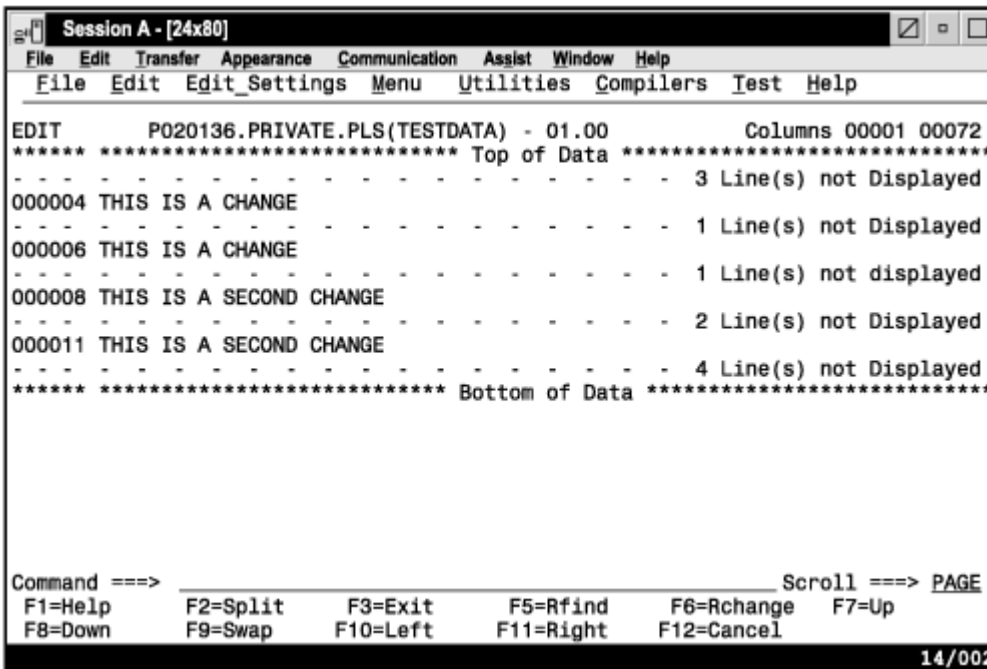 Session A - [24x80]
File Edit Transfer Appearance Communication Assist Window Help
File Edit Edit_Settings Menu Utilities Compilers Test Help
EDIT P020136.PRIVATE.PLS(TESTDATA) - 01.00 Columns 00001 00072
****** ***************************** Top of Data ******************************
- - - - - - - - - - - - - - - - - - - - 3 Line(s) not Displayed
000004 THIS IS A CHANGE
- - - - - - - - - - - - - - - - - - - - 1 Line(s) not Displayed
000006 THIS IS A CHANGE
- - - - - - - - - - - - - - - - - - - - 1 Line(s) not displayed
000008 THIS IS A SECOND CHANGE
- - - - - - - - - - - - - - - - - - - - 2 Line(s) not Displayed
000011 THIS IS A SECOND CHANGE
- - - - - - - - - - - - - - - - - - - - 4 Line(s) not Displayed
****** **************************** Bottom of Data ****************************
Command ===> Scroll ===> PAGE
F1=Help F2=Split F3=Exit F5=Rfind F6=Rchange F7=Up
F8=Down F9=Swap F10=Left F11=Right F12=Cancel
14/002